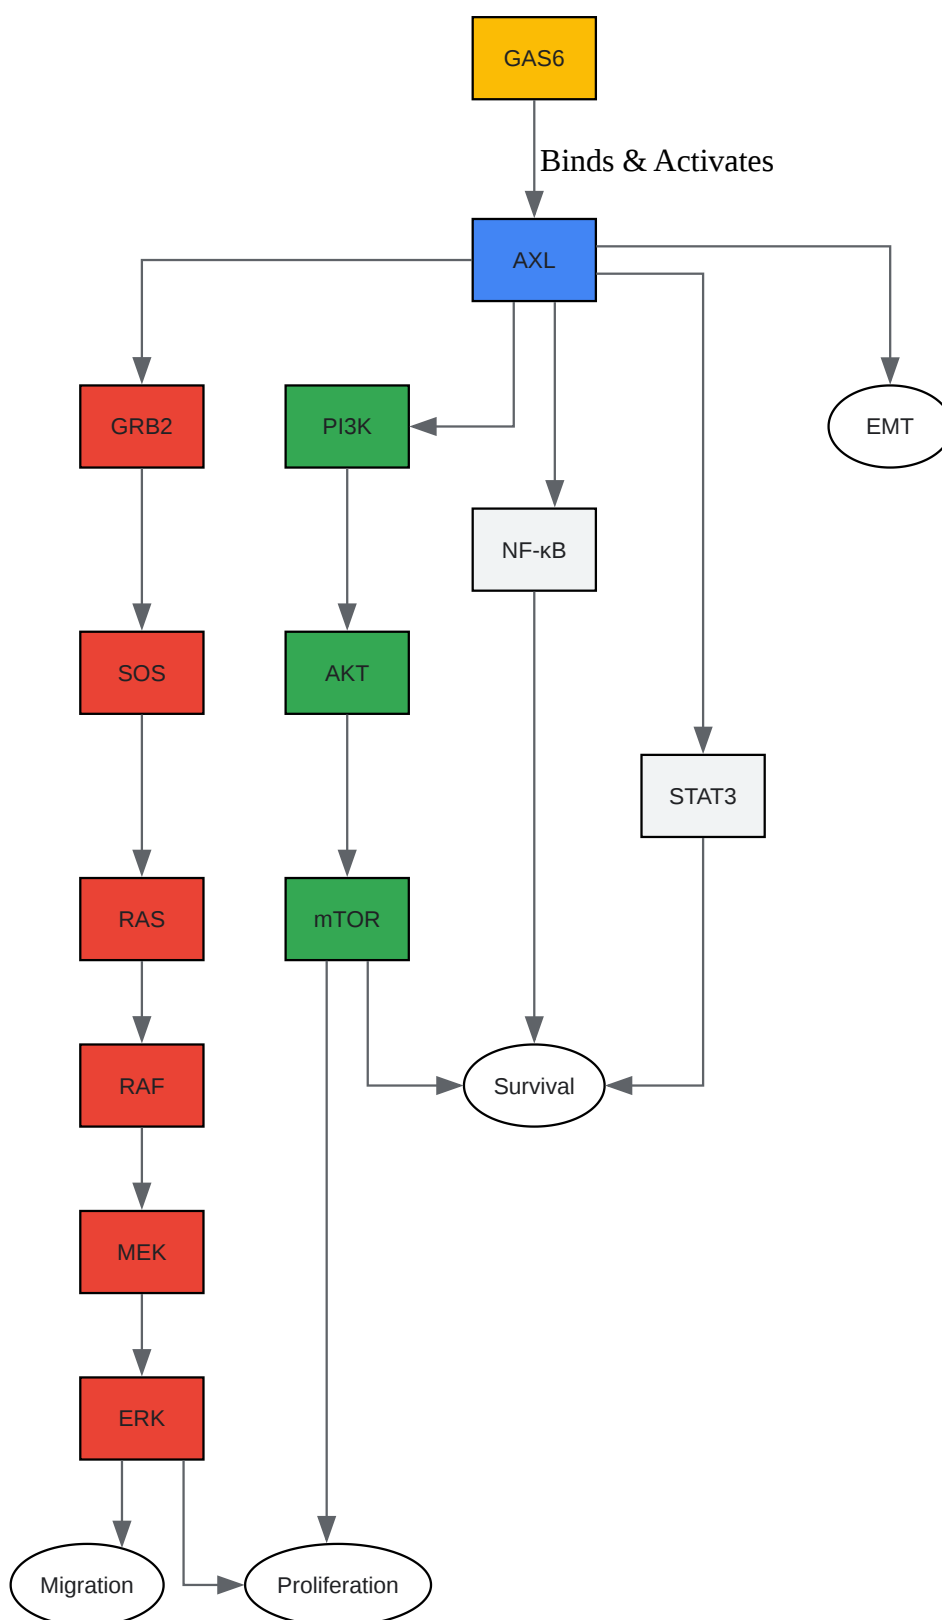 GAS6
Binds & Activates
AXL
GRB2
PI3K
EMT
NF-κB
SOS
AKT
STAT3
RAS
mTOR
RAF
Survival
MEK
ERK
Migration
Proliferation